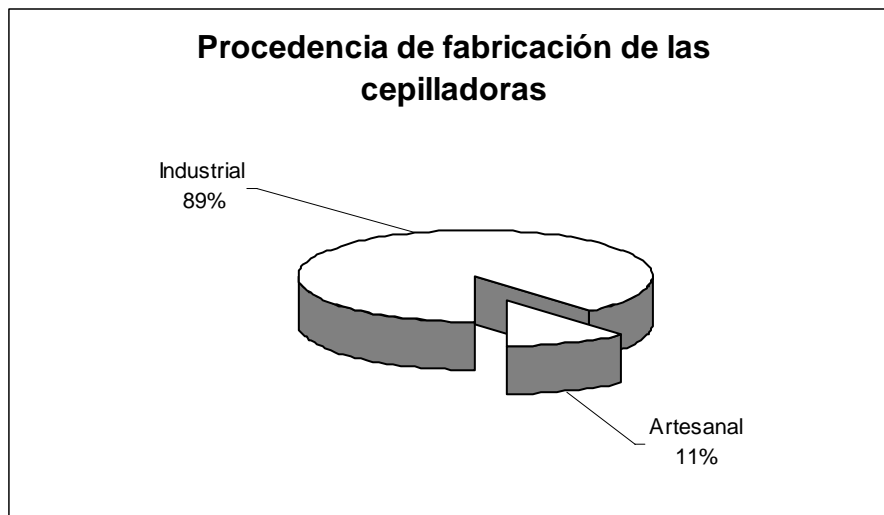 Procedencia de fabricación de las
cepilladoras
Industrial
89%
Artesanal
11%